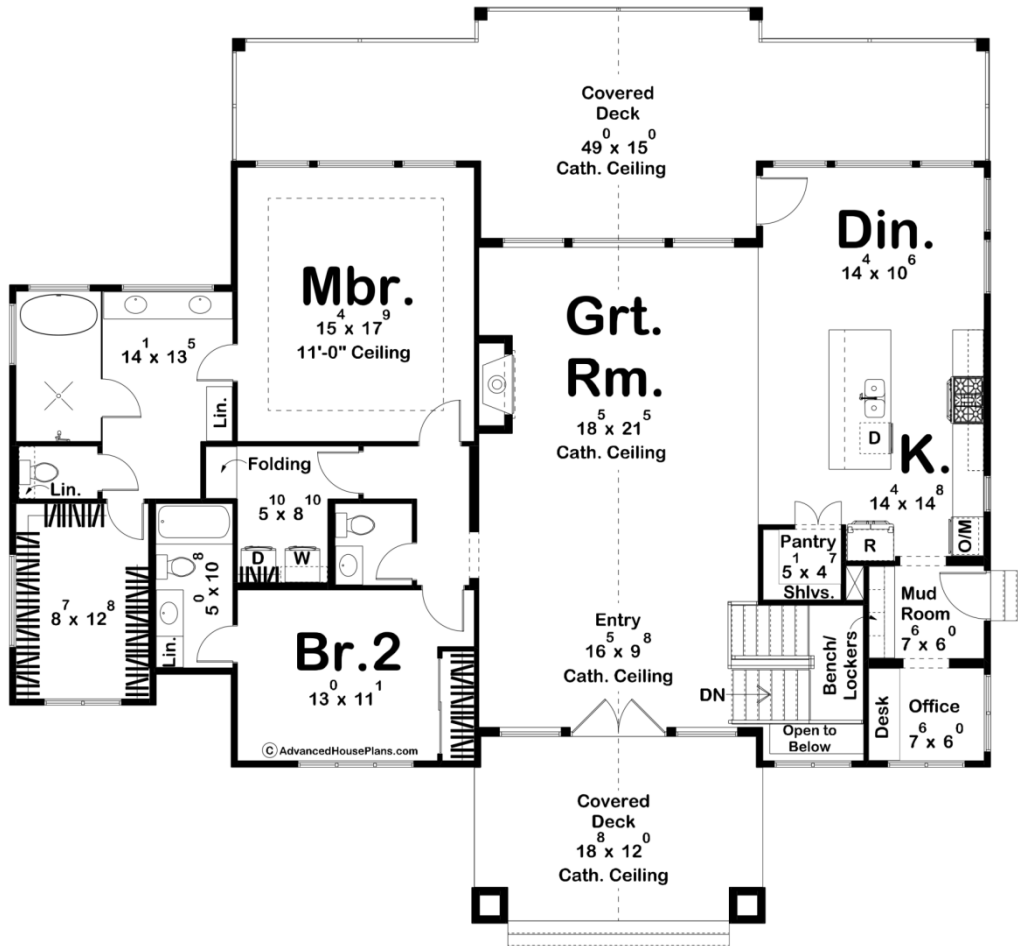 Covered
Deck
49⁰ x 15⁰
Cath. Ceiling
Mbr.
15⁴ x 17⁹
11'-0" Ceiling
Din.
14⁴ x 10⁶
Grt.
Rm.
18⁵ x 21⁵
Cath. Ceiling
14¹ x 13⁵
Lin.
D
K.
14⁴ x 14⁸
Folding
5¹⁰ x 8¹⁰
D
W
Lin.
8⁷ x 12⁸
5⁰ x 10⁸
Lin.
Pantry
5¹ x 4⁷
Shlvs.
R
O/M
Mud
Room
7⁶ x 6⁰
Br.2
13⁰ x 11¹
Entry
16⁵ x 9⁸
Cath. Ceiling
DN
Bench/
Lockers
Open to
Below
Desk
Office
7⁶ x 6⁰
© AdvancedHousePlans.com
Covered
Deck
18⁸ x 12⁰
Cath. Ceiling